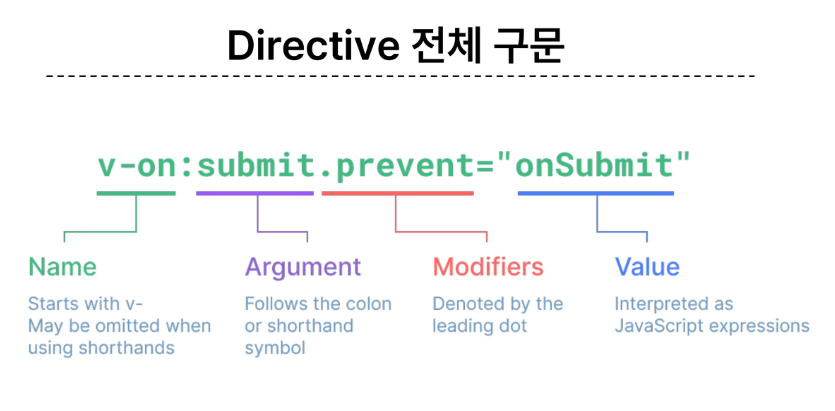 Directive 전체 구문
v-on:submit.prevent="onSubmit"
Name
Starts with v-
May be omitted when
using shorthands
Argument
Follows the colon
or shorthand
symbol
Modifiers
Denoted by the
leading dot
Value
Interpreted as
JavaScript expressions